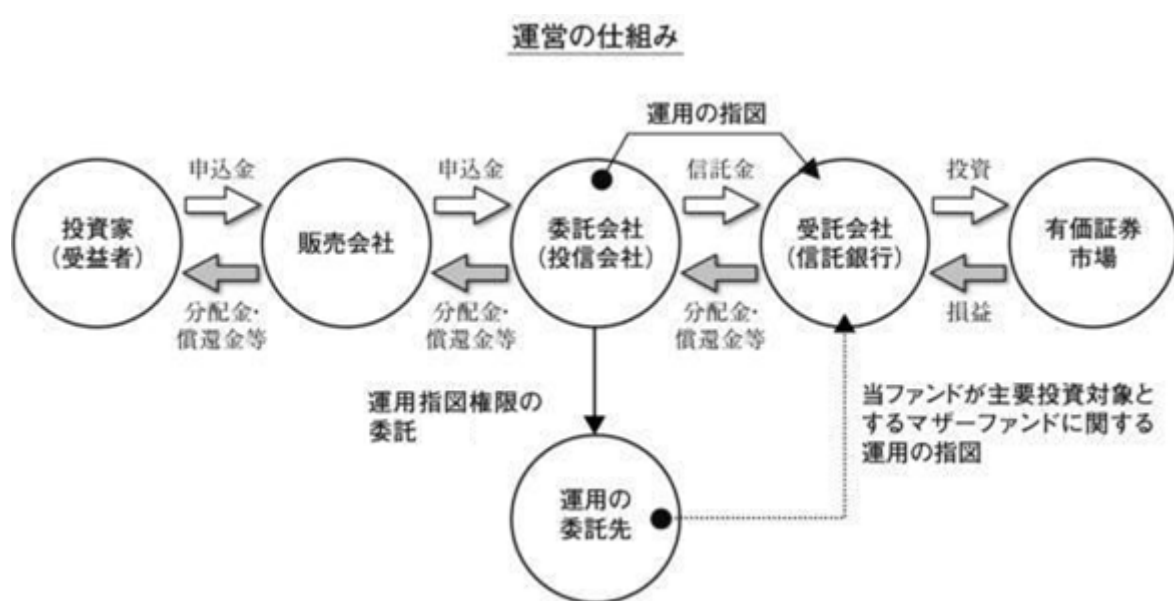 運営の仕組み
運用の指図
申込金
申込金
信託金
投資
投資家
（受益者）
販売会社
委託会社
（投信会社）
受託会社
（信託銀行）
有価証券
市場
分配金・
償還金等
分配金・
償還金等
分配金・
償還金等
損益
運用指図権限の
委託
当ファンドが主要投資対象と
するマザーファンドに関する
運用の指図
運用の
委託先